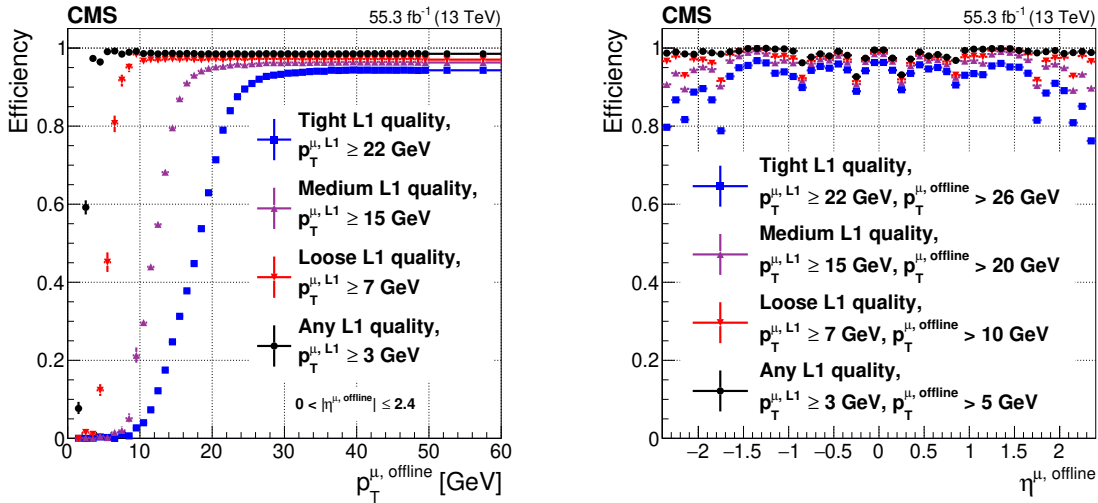 CMS 55.3 fb⁻¹ (13 TeV)
Efficiency
1
0.8
0.6
0.4
0.2
0
Tight L1 quality,
p_T^{μ, L1} ≥ 22 GeV
Medium L1 quality,
p_T^{μ, L1} ≥ 15 GeV
Loose L1 quality,
p_T^{μ, L1} ≥ 7 GeV
Any L1 quality,
p_T^{μ, L1} ≥ 3 GeV
0 < |η^{μ, offline}| ≤ 2.4
0 10 20 30 40 50 60
p_T^{μ, offline} [GeV]
CMS 55.3 fb⁻¹ (13 TeV)
Efficiency
1
0.8
0.6
0.4
0.2
0
Tight L1 quality,
p_T^{μ, L1} ≥ 22 GeV, p_T^{μ, offline} > 26 GeV
Medium L1 quality,
p_T^{μ, L1} ≥ 15 GeV, p_T^{μ, offline} > 20 GeV
Loose L1 quality,
p_T^{μ, L1} ≥ 7 GeV, p_T^{μ, offline} > 10 GeV
Any L1 quality,
p_T^{μ, L1} ≥ 3 GeV, p_T^{μ, offline} > 5 GeV
−2 −1.5 −1 −0.5 0 0.5 1 1.5 2
η^{μ, offline}